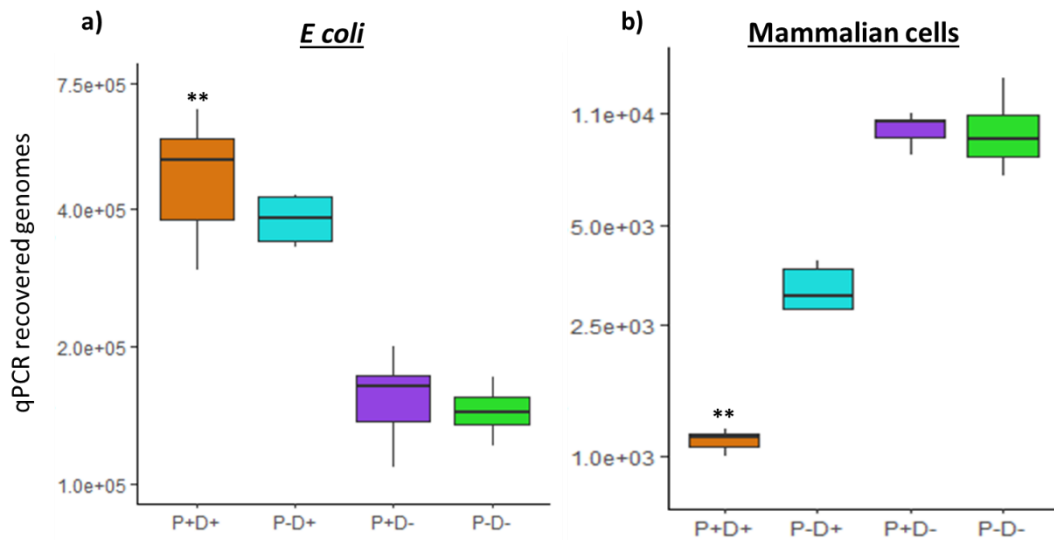 a)
E coli
b)
Mammalian cells
qPCR recovered genomes
7.5e+05
4.0e+05
2.0e+05
1.0e+05
**
P+D+ P-D+ P+D- P-D-
1.1e+04
5.0e+03
2.5e+03
1.0e+03
**
P+D+ P-D+ P+D- P-D-